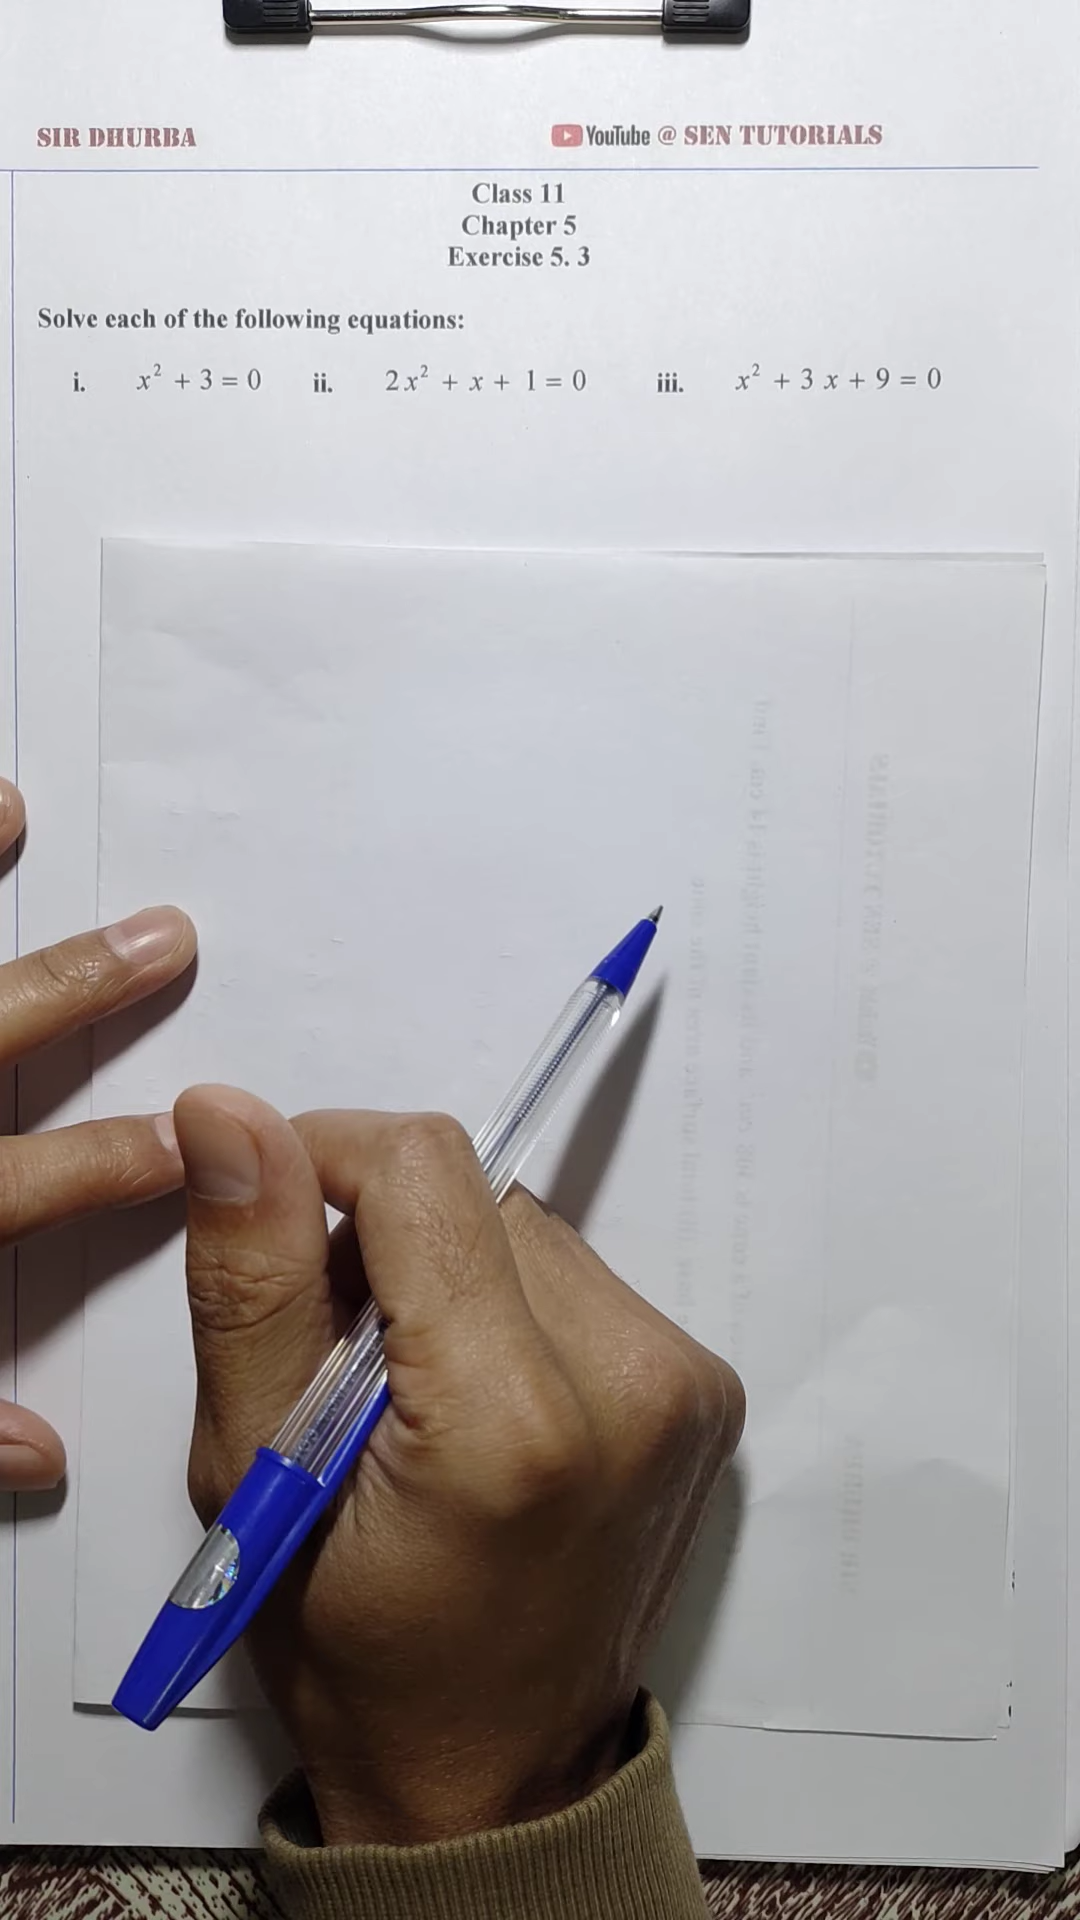 SIR DHURBA YouTube @ SEN TUTORIALS
Class 11
Chapter 5
Exercise 5. 3
Solve each of the following equations:
i. x² + 3 = 0 ii. 2x² + x + 1 = 0 iii. x² + 3 x + 9 = 0